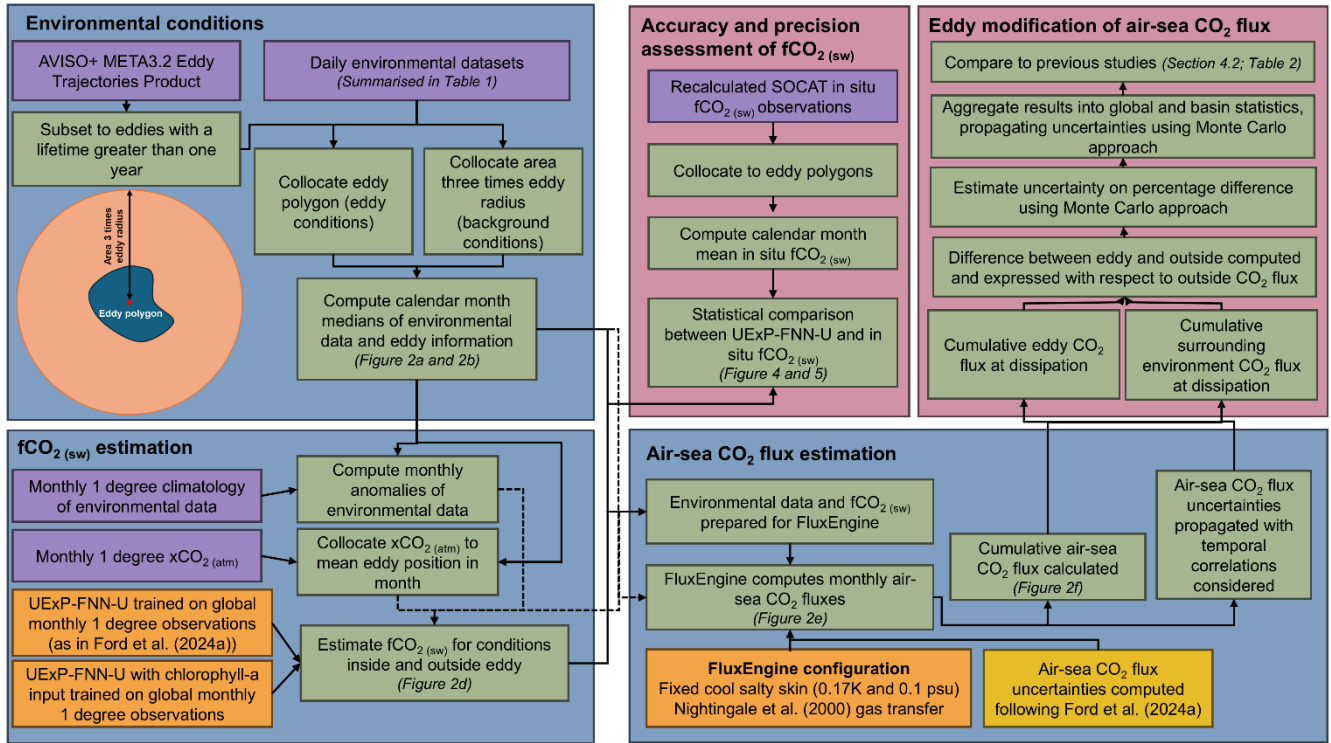 Environmental conditions
AVISO+ META3.2 Eddy
Trajectories Product
Daily environmental datasets
(Summarised in Table 1)
Subset to eddies with a
lifetime greater than one
year
Collocate eddy
polygon (eddy
conditions)
Collocate area
three times eddy
radius
(background
conditions)
Area 3 times
eddy radius
Eddy polygon
Compute calendar month
medians of environmental
data and eddy information
(Figure 2a and 2b)
fCO2 (sw) estimation
Monthly 1 degree climatology
of environmental data
Compute monthly
anomalies of
environmental data
Monthly 1 degree xCO2 (atm)
Collocate xCO2 (atm) to
mean eddy position in
month
UExP-FNN-U trained on global
monthly 1 degree observations
(as in Ford et al. (2024a))
UExP-FNN-U with chlorophyll-a
input trained on global monthly
1 degree observations
Estimate fCO2 (sw) for conditions
inside and outside eddy
(Figure 2d)
Accuracy and precision
assessment of fCO2 (sw)
Recalculated SOCAT in situ
fCO2 (sw) observations
Collocate to eddy polygons
Compute calendar month
mean in situ fCO2 (sw)
Statistical comparison
between UExP-FNN-U and in
situ fCO2 (sw)
(Figure 4 and 5)
Eddy modification of air-sea CO2 flux
Compare to previous studies (Section 4.2; Table 2)
Aggregate results into global and basin statistics,
propagating uncertainties using Monte Carlo
approach
Estimate uncertainty on percentage difference
using Monte Carlo approach
Difference between eddy and outside computed
and expressed with respect to outside CO2 flux
Cumulative eddy CO2
flux at dissipation
Cumulative
surrounding
environment CO2 flux
at dissipation
Air-sea CO2 flux estimation
Environmental data and fCO2 (sw)
prepared for FluxEngine
FluxEngine computes monthly air-
sea CO2 fluxes
(Figure 2e)
Cumulative air-sea
CO2 flux calculated
(Figure 2f)
Air-sea CO2 flux
uncertainties
propagated with
temporal
correlations
considered
FluxEngine configuration
Fixed cool salty skin (0.17K and 0.1 psu)
Nightingale et al. (2000) gas transfer
Air-sea CO2 flux
uncertainties computed
following Ford et al. (2024a)